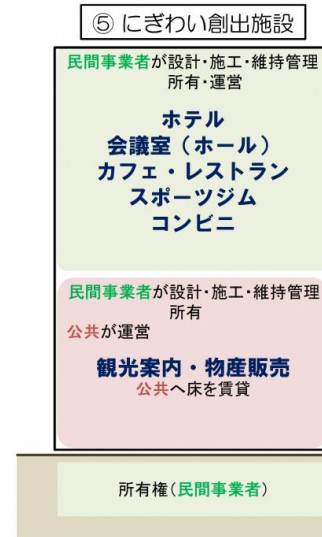 ⑤ にぎわい創出施設
民間事業者が設計・施工・維持管理
所有・運営
ホテル
会議室（ホール）
カフェ・レストラン
スポーツジム
コンビニ
民間事業者が設計・施工・維持管理
所有
公共が運営
観光案内・物産販売
公共へ床を賃貸
所有権（民間事業者）